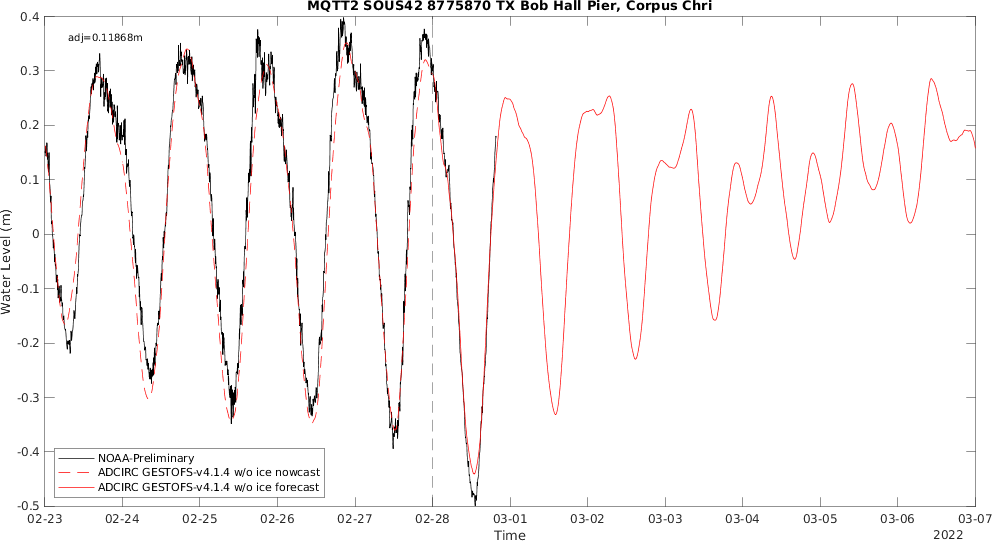 MQTT2 SOUS42 8775870 TX Bob Hall Pier, Corpus Chri
adj=0.11868m
0.4
0.3
0.2
0.1
0
-0.1
-0.2
-0.3
-0.4
-0.5
Water Level (m)
NOAA-Preliminary
ADCIRC GESTOFS-v4.1.4 w/o ice nowcast
ADCIRC GESTOFS-v4.1.4 w/o ice forecast
02-23 02-24 02-25 02-26 02-27 02-28 03-01 03-02 03-03 03-04 03-05 03-06 03-07
Time
2022